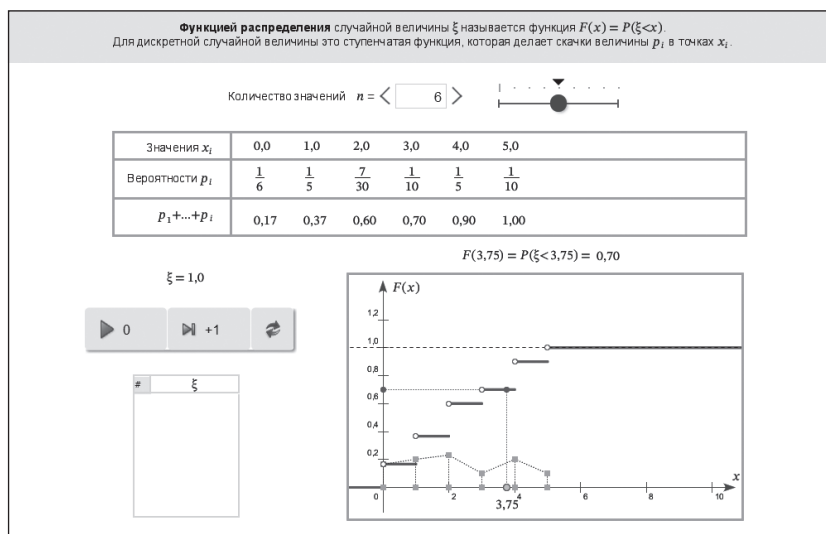 Функцией распределения случайной величины ξ называется функция F(x) = P(ξ<x).
Для дискретной случайной величины это ступенчатая функция, которая делает скачки величины pᵢ в точках xᵢ.
Количество значений n = 6
Значения xᵢ 0,0 1,0 2,0 3,0 4,0 5,0
Вероятности pᵢ 1/6 1/5 7/30 1/10 1/5 1/10
p₁+...+pᵢ 0,17 0,37 0,60 0,70 0,90 1,00
F(3,75) = P(ξ<3,75) = 0,70
ξ = 1,0
0 +1
# ξ
F(x)
1,2
1,0
0,8
0,6
0,4
0,2
x
0 2 4 6 8 10
3,75